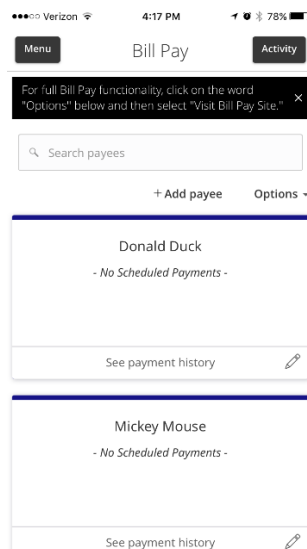 Verizon 4:17 PM 78%
Menu Bill Pay Activity
For full Bill Pay functionality, click on the word
"Options" below and then select "Visit Bill Pay Site." ×
Search payees
+ Add payee Options
Donald Duck
- No Scheduled Payments -
See payment history
Mickey Mouse
- No Scheduled Payments -
See payment history